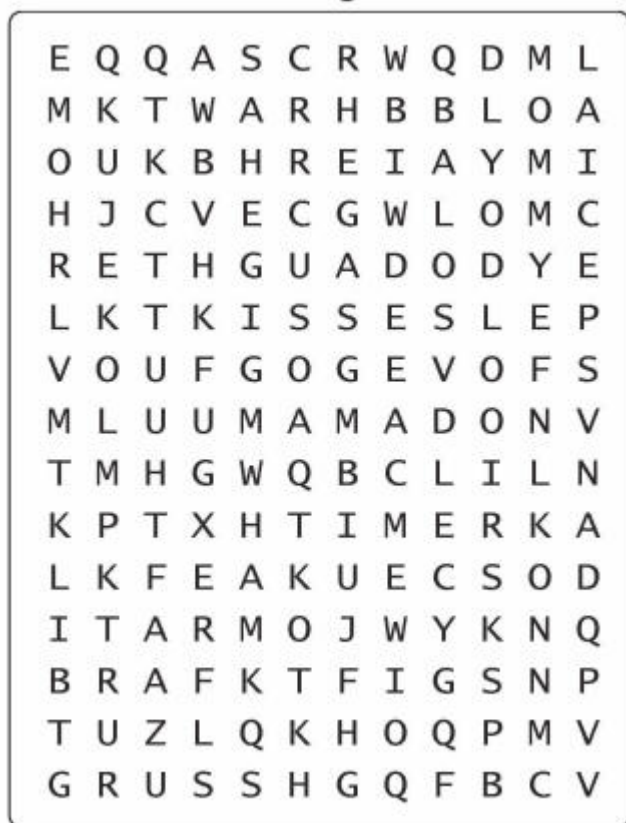 E Q Q A S C R W Q D M L
M K T W A R H B B L O A
O U K B H R E I A Y M I
H J C V E C G W L O M C
R E T H G U A D O D Y E
L K T K I S S E S L E P
V O U F G O G E V O F S
M L U U M A M A D O N V
T M H G W Q B C L I L N
K P T X H T I M E R K A
L K F E A K U E C S O D
I T A R M O J W Y K N Q
B R A F K T F I G S N P
T U Z L Q K H O Q P M V
G R U S S H G Q F B C V